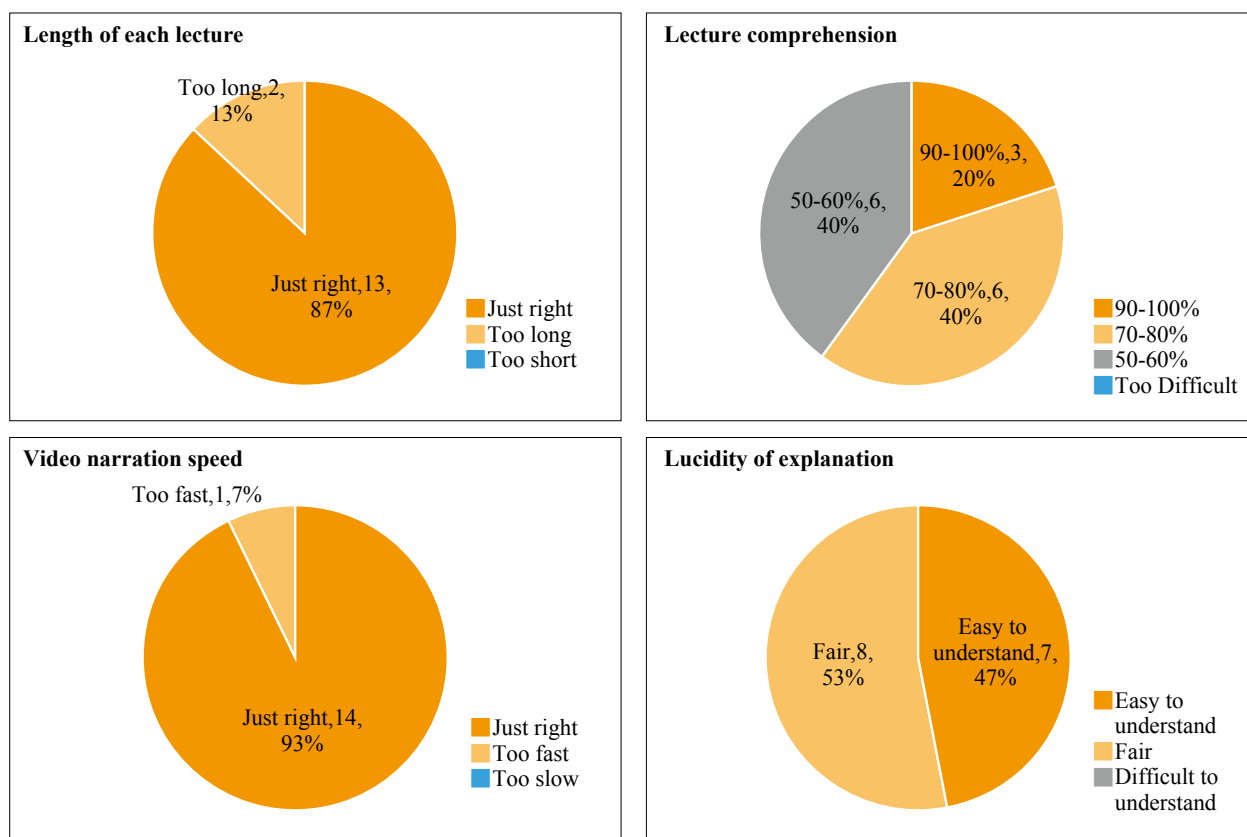 Length of each lecture
Too long,2,
13%
Just right,13,
87%
Just right
Too long
Too short
Lecture comprehension
90-100%,3,
20%
50-60%,6,
40%
70-80%,6,
40%
90-100%
70-80%
50-60%
Too Difficult
Video narration speed
Too fast,1,7%
Just right,14,
93%
Just right
Too fast
Too slow
Lucidity of explanation
Easy to
understand,7,
47%
Fair,8,
53%
Easy to
understand
Fair
Difficult to
understand